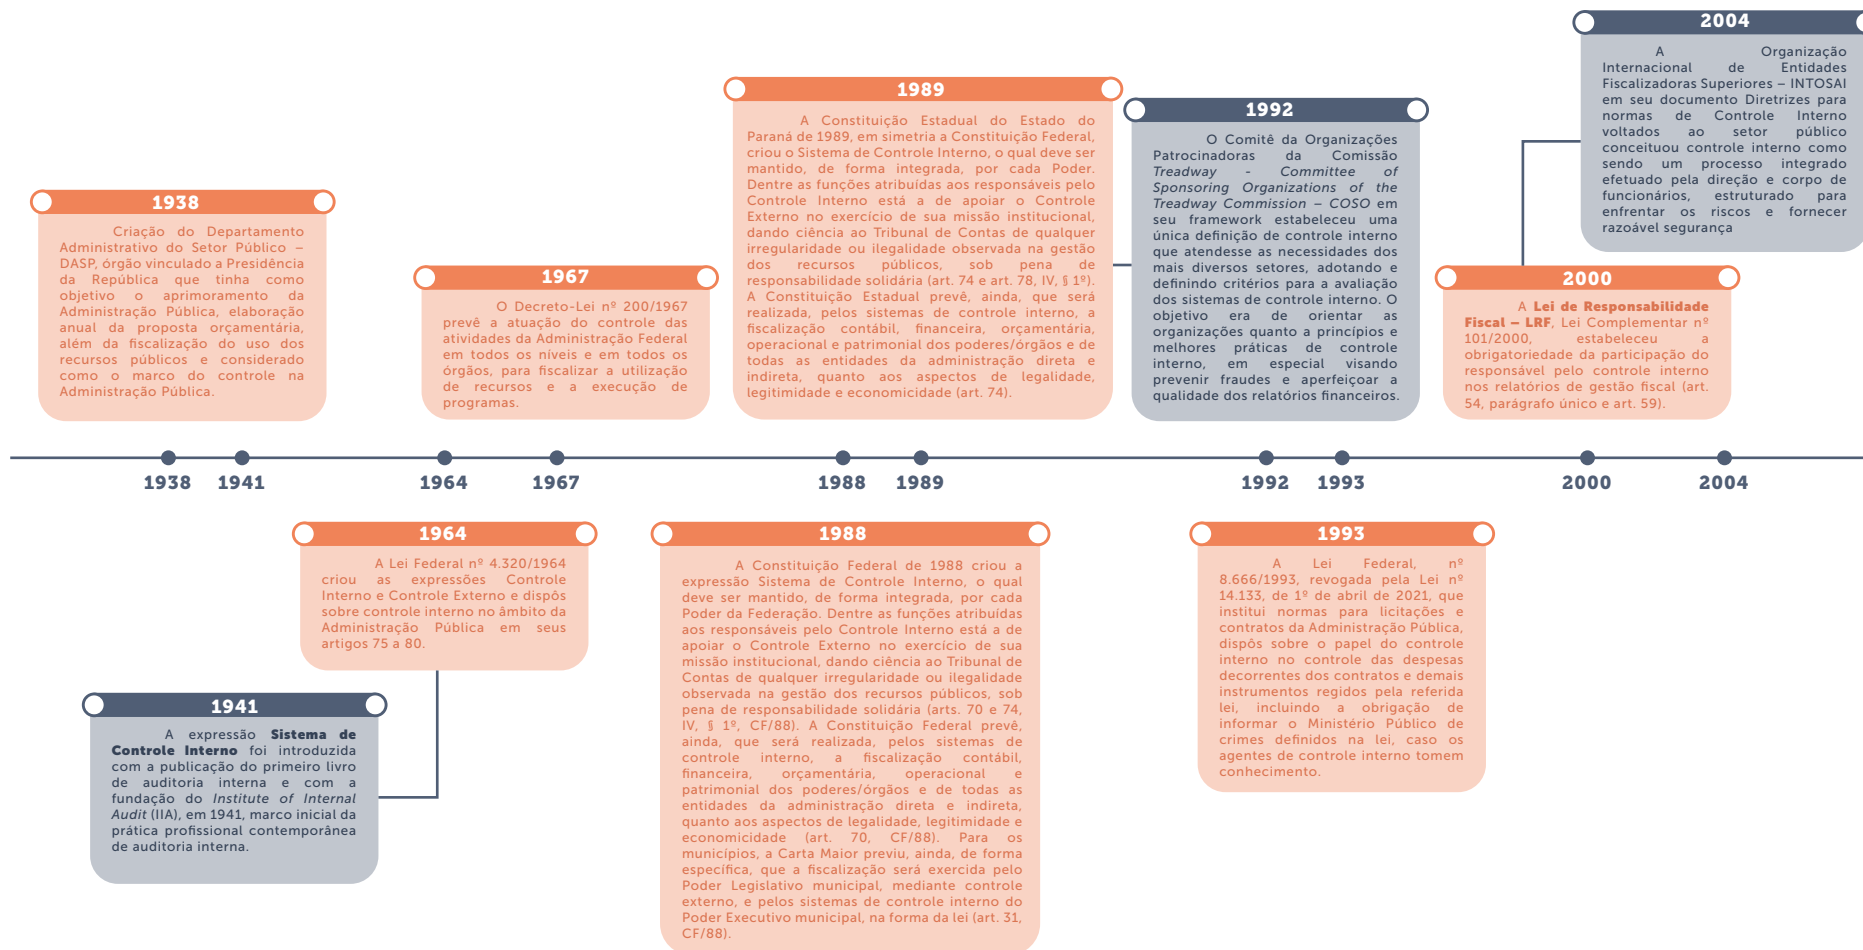 1938
Criação do Departamento
Administrativo do Setor Público –
DASP, órgão vinculado a Presidência
da República que tinha como
objetivo o aprimoramento da
Administração Pública, elaboração
anual da proposta orçamentária,
além da fiscalização do uso dos
recursos públicos e considerado
como o marco do controle na
Administração Pública.
1967
O Decreto-Lei nº 200/1967
prevê a atuação do controle das
atividades da Administração Federal
em todos os níveis e em todos os
órgãos, para fiscalizar a utilização
de recursos e a execução de
programas.
1989
A Constituição Estadual do Estado do
Paraná de 1989, em simetria a Constituição Federal,
criou o Sistema de Controle Interno, o qual deve ser
mantido, de forma integrada, por cada Poder.
Dentre as funções atribuídas aos responsáveis pelo
Controle Interno está a de apoiar o Controle
Externo no exercício de sua missão institucional,
dando ciência ao Tribunal de Contas de qualquer
irregularidade ou ilegalidade observada na gestão
dos recursos públicos, sob pena de
responsabilidade solidária (art. 74 e art. 78, IV, § 1º).
A Constituição Estadual prevê, ainda, que será
realizada, pelos sistemas de controle interno, a
fiscalização contábil, financeira, orçamentária,
operacional e patrimonial dos poderes/órgãos e de
todas as entidades da administração direta e
indireta, quanto aos aspectos de legalidade,
legitimidade e economicidade (art. 74).
1992
O Comitê da Organizações
Patrocinadoras da Comissão
Treadway - Committee of
Sponsoring Organizations of the
Treadway Commission – COSO em
seu framework estabeleceu uma
única definição de controle interno
que atendesse as necessidades dos
mais diversos setores, adotando e
definindo critérios para a avaliação
dos sistemas de controle interno. O
objetivo era de orientar as
organizações quanto a princípios e
melhores práticas de controle
interno, em especial visando
prevenir fraudes e aperfeiçoar a
qualidade dos relatórios financeiros.
2000
A Lei de Responsabilidade
Fiscal – LRF, Lei Complementar nº
101/2000, estabeleceu a
obrigatoriedade da participação do
responsável pelo controle interno
nos relatórios de gestão fiscal (art.
54, parágrafo único e art. 59).
2004
A Organização
Internacional de Entidades
Fiscalizadoras Superiores – INTOSAI
em seu documento Diretrizes para
normas de Controle Interno
voltados ao setor público
conceituou controle interno como
sendo um processo integrado
efetuado pela direção e corpo de
funcionários, estruturado para
enfrentar os riscos e fornecer
razoável segurança
1938 1941 1964 1967 1988 1989 1992 1993 2000 2004
1964
A Lei Federal nº 4.320/1964
criou as expressões Controle
Interno e Controle Externo e dispôs
sobre controle interno no âmbito da
Administração Pública em seus
artigos 75 a 80.
1941
A expressão Sistema de
Controle Interno foi introduzida
com a publicação do primeiro livro
de auditoria interna e com a
fundação do Institute of Internal
Audit (IIA), em 1941, marco inicial da
prática profissional contemporânea
de auditoria interna.
1988
A Constituição Federal de 1988 criou a
expressão Sistema de Controle Interno, o qual
deve ser mantido, de forma integrada, por cada
Poder da Federação. Dentre as funções atribuídas
aos responsáveis pelo Controle Interno está a de
apoiar o Controle Externo no exercício de sua
missão institucional, dando ciência ao Tribunal de
Contas de qualquer irregularidade ou ilegalidade
observada na gestão dos recursos públicos, sob
pena de responsabilidade solidária (arts. 70 e 74,
IV, § 1º, CF/88). A Constituição Federal prevê,
ainda, que será realizada, pelos sistemas de
controle interno, a fiscalização contábil,
financeira, orçamentária, operacional e
patrimonial dos poderes/órgãos e de todas as
entidades da administração direta e indireta,
quanto aos aspectos de legalidade, legitimidade e
economicidade (art. 70, CF/88). Para os
municípios, a Carta Maior previu, ainda, de forma
específica, que a fiscalização será exercida pelo
Poder Legislativo municipal, mediante controle
externo, e pelos sistemas de controle interno do
Poder Executivo municipal, na forma da lei (art. 31,
CF/88).
1993
A Lei Federal, nº
8.666/1993, revogada pela Lei nº
14.133, de 1º de abril de 2021, que
institui normas para licitações e
contratos da Administração Pública,
dispôs sobre o papel do controle
interno no controle das despesas
decorrentes dos contratos e demais
instrumentos regidos pela referida
lei, incluindo a obrigação de
informar o Ministério Público de
crimes definidos na lei, caso os
agentes de controle interno tomem
conhecimento.